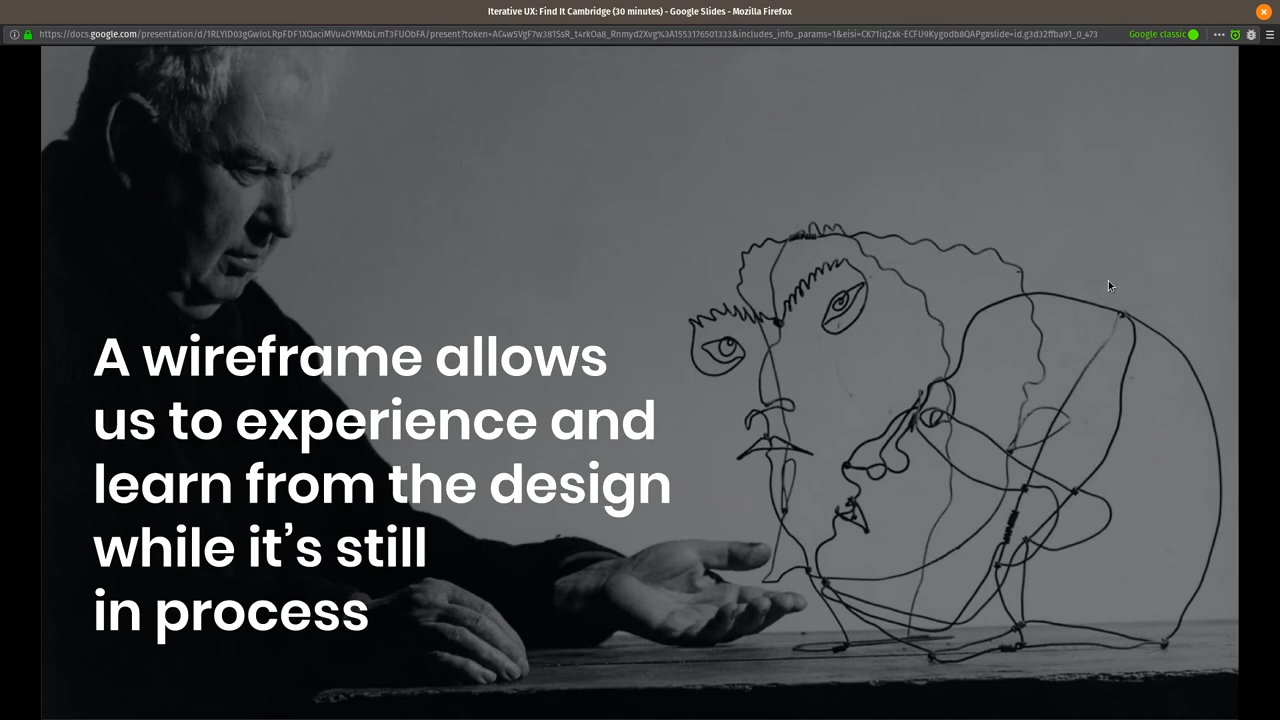 Iterative UX: Find It Cambridge (30 minutes) - Google Slides - Mozilla Firefox
Google classic
A wireframe allows
us to experience and
learn from the design
while it’s still
in process